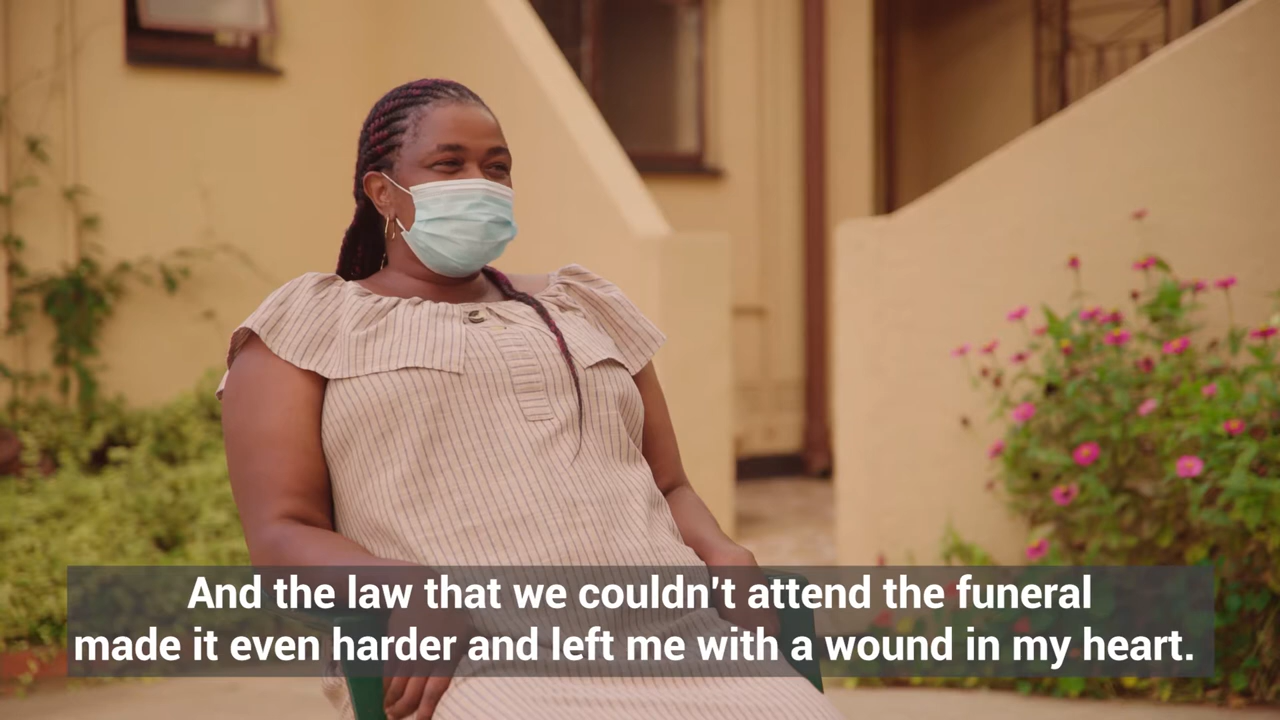 And the law that we couldn't attend the funeral
made it even harder and left me with a wound in my heart.